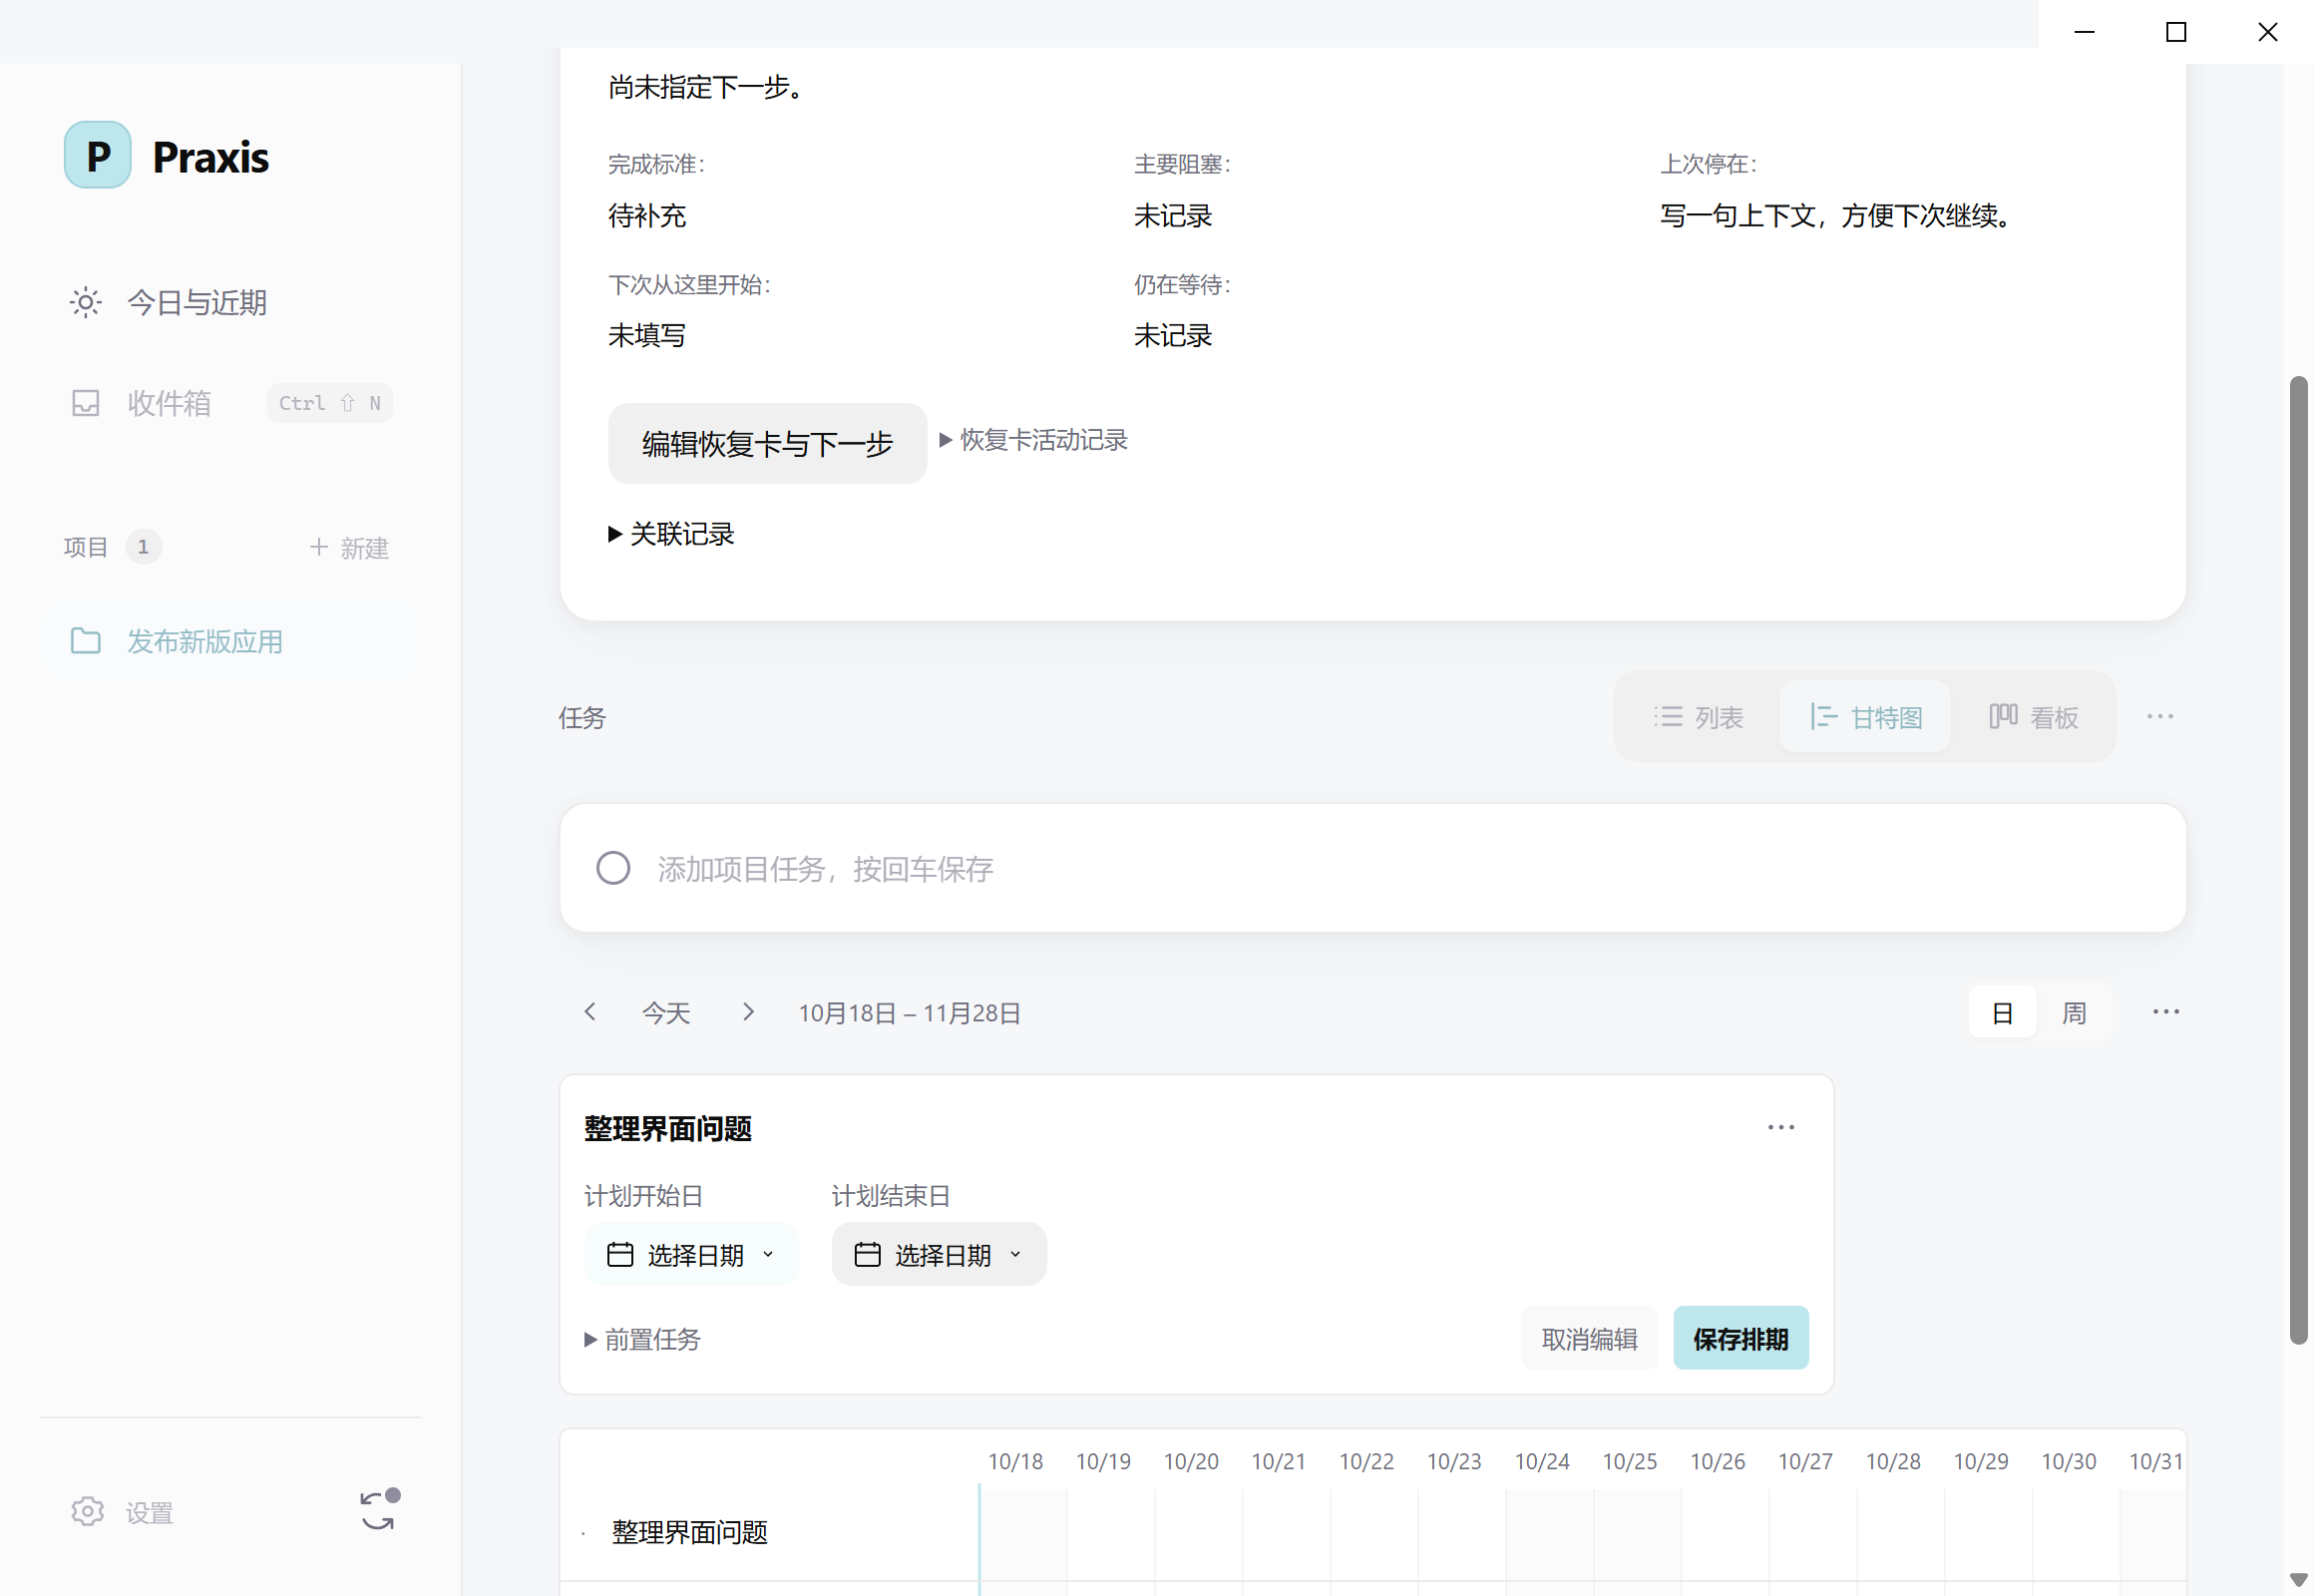 P Praxis
今日与近期
收件箱 Ctrl ⇧ N
项目 1 + 新建
发布新版应用
设置
尚未指定下一步。
完成标准： 主要阻塞： 上次停在：
待补充 未记录 写一句上下文，方便下次继续。
下次从这里开始： 仍在等待：
未填写 未记录
编辑恢复卡与下一步 ▶ 恢复卡活动记录
▶ 关联记录
任务 列表 甘特图 看板 ···
添加项目任务，按回车保存
今天 10月18日 – 11月28日 日 周 ···
整理界面问题 ···
计划开始日 计划结束日
选择日期 选择日期
▶ 前置任务 取消编辑 保存排期
10/18 10/19 10/20 10/21 10/22 10/23 10/24 10/25 10/26 10/27 10/28 10/29 10/30 10/31
· 整理界面问题